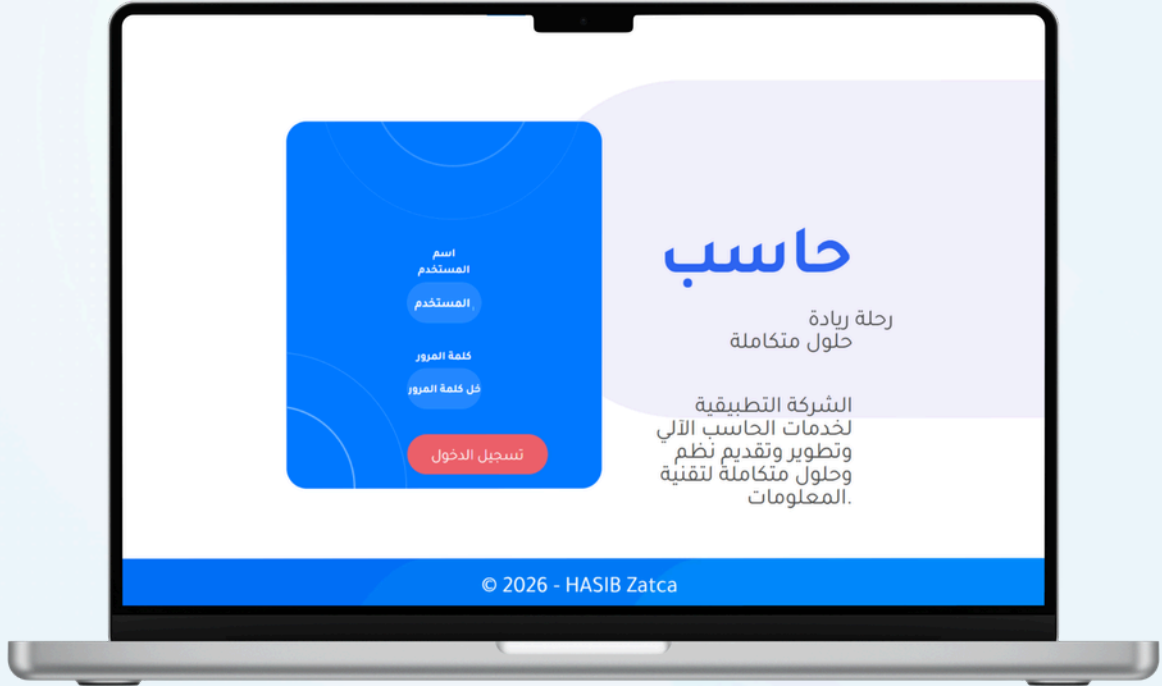 حاسب
رحلة ريادة
حلول متكاملة
الشركة التطبيقية
لخدمات الحاسب الآلي
وتطوير وتقديم نظم
وحلول متكاملة لتقنية
المعلومات.
اسم
المستخدم
المستخدم
كلمة المرور
خل كلمة المرور
تسجيل الدخول
© 2026 - HASIB Zatca